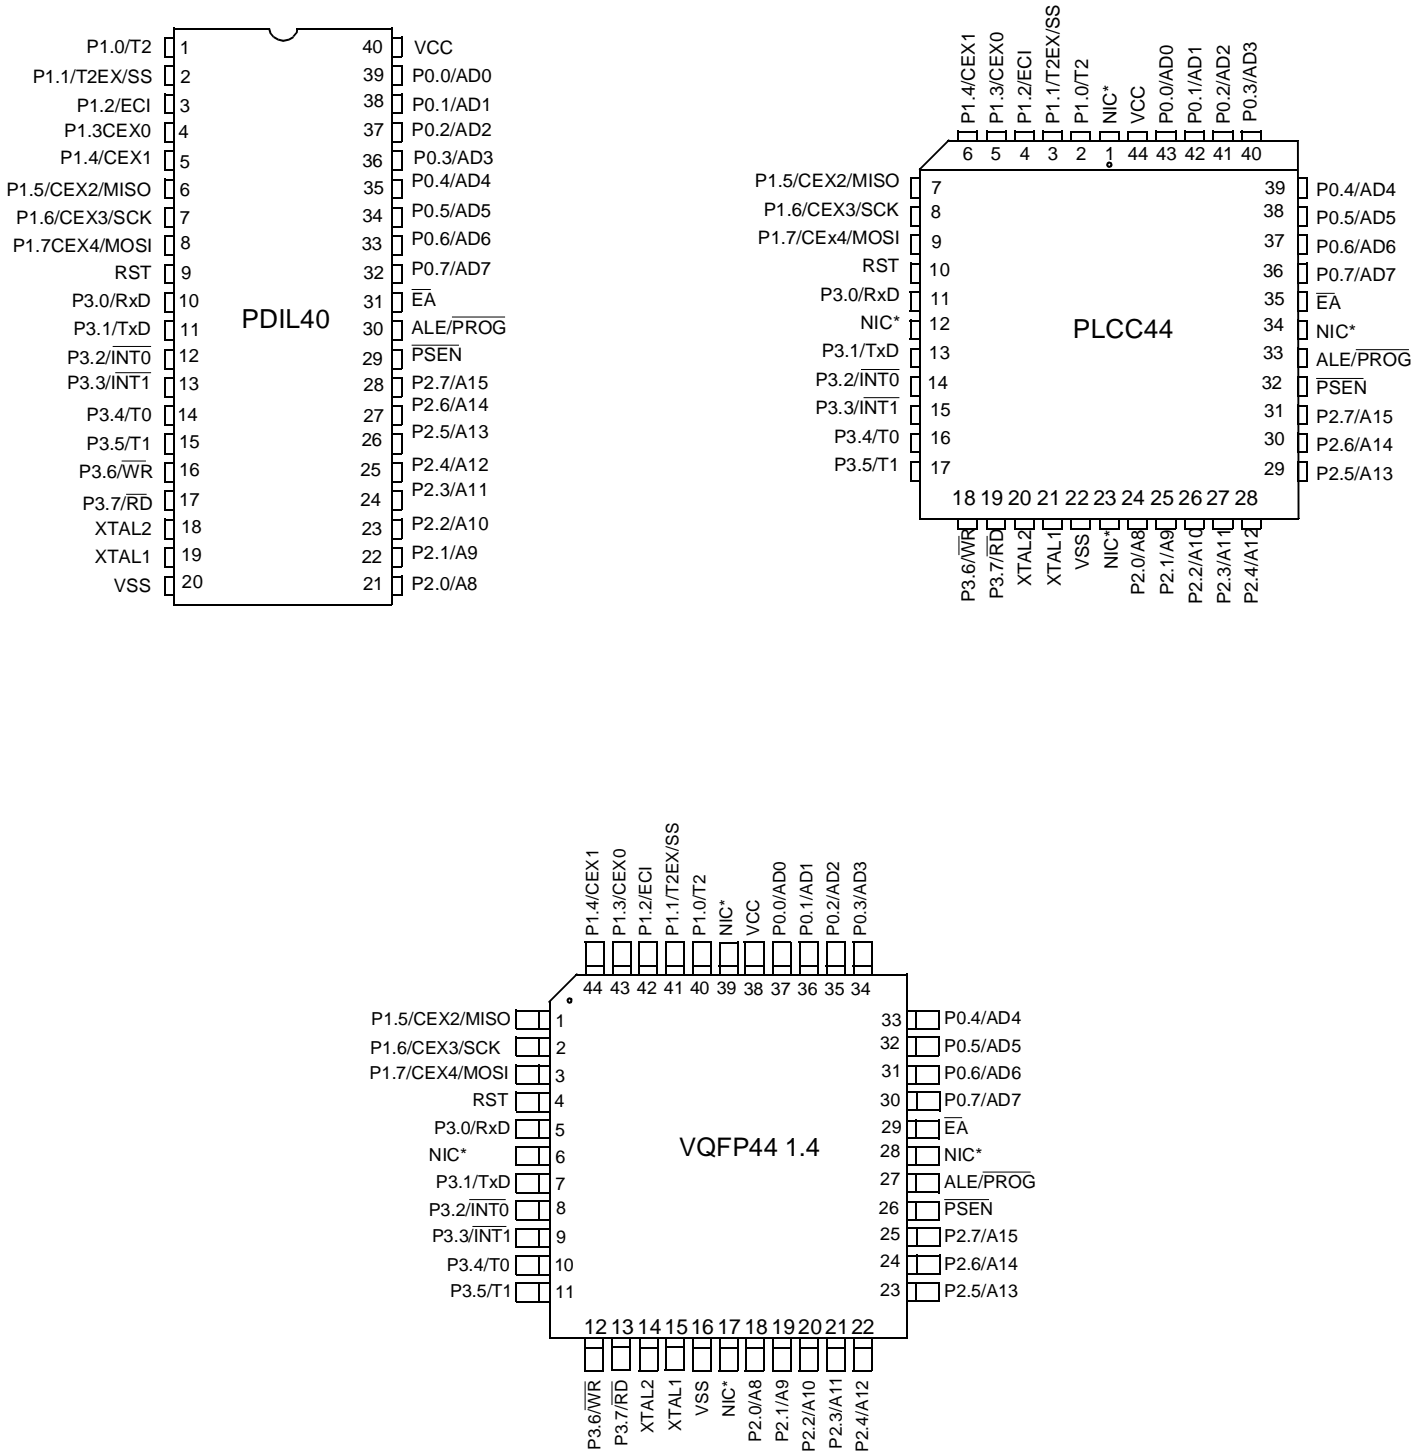 P1.0/T2 1 40 VCC
P1.1/T2EX/SS 2 39 P0.0/AD0
P1.2/ECI 3 38 P0.1/AD1
P1.3CEX0 4 37 P0.2/AD2
P1.4/CEX1 5 36 P0.3/AD3
P1.5/CEX2/MISO 6 35 P0.4/AD4
P1.6/CEX3/SCK 7 34 P0.5/AD5
P1.7CEX4/MOSI 8 33 P0.6/AD6
RST 9 32 P0.7/AD7
P3.0/RxD 10 31 EA
PDIL40
P3.1/TxD 11 30 ALE/PROG
P3.2/INT0 12 29 PSEN
P3.3/INT1 13 28 P2.7/A15
P3.4/T0 14 27 P2.6/A14
P3.5/T1 15 26 P2.5/A13
P3.6/WR 16 25 P2.4/A12
P3.7/RD 17 24 P2.3/A11
XTAL2 18 23 P2.2/A10
XTAL1 19 22 P2.1/A9
VSS 20 21 P2.0/A8
P1.4/CEX1 P1.3/CEX0 P1.2/ECI P1.1/T2EX/SS P1.0/T2 NIC* VCC P0.0/AD0 P0.1/AD1 P0.2/AD2 P0.3/AD3
6 5 4 3 2 1 44 43 42 41 40
P1.5/CEX2/MISO 7 39 P0.4/AD4
P1.6/CEX3/SCK 8 38 P0.5/AD5
P1.7/CEx4/MOSI 9 37 P0.6/AD6
RST 10 36 P0.7/AD7
P3.0/RxD 11 35 EA
NIC* 12 34 NIC*
PLCC44
P3.1/TxD 13 33 ALE/PROG
P3.2/INT0 14 32 PSEN
P3.3/INT1 15 31 P2.7/A15
P3.4/T0 16 30 P2.6/A14
P3.5/T1 17 29 P2.5/A13
18 19 20 21 22 23 24 25 26 27 28
P3.6/WR P3.7/RD XTAL2 XTAL1 VSS NIC* P2.0/A8 P2.1/A9 P2.2/A10 P2.3/A11 P2.4/A12
P1.4/CEX1 P1.3/CEX0 P1.2/ECI P1.1/T2EX/SS P1.0/T2 NIC* VCC P0.0/AD0 P0.1/AD1 P0.2/AD2 P0.3/AD3
44 43 42 41 40 39 38 37 36 35 34
P1.5/CEX2/MISO 1 33 P0.4/AD4
P1.6/CEX3/SCK 2 32 P0.5/AD5
P1.7/CEX4/MOSI 3 31 P0.6/AD6
RST 4 30 P0.7/AD7
P3.0/RxD 5 29 EA
NIC* 6 28 NIC*
VQFP44 1.4
P3.1/TxD 7 27 ALE/PROG
P3.2/INT0 8 26 PSEN
P3.3/INT1 9 25 P2.7/A15
P3.4/T0 10 24 P2.6/A14
P3.5/T1 11 23 P2.5/A13
12 13 14 15 16 17 18 19 20 21 22
P3.6/WR P3.7/RD XTAL2 XTAL1 VSS NIC* P2.0/A8 P2.1/A9 P2.2/A10 P2.3/A11 P2.4/A12